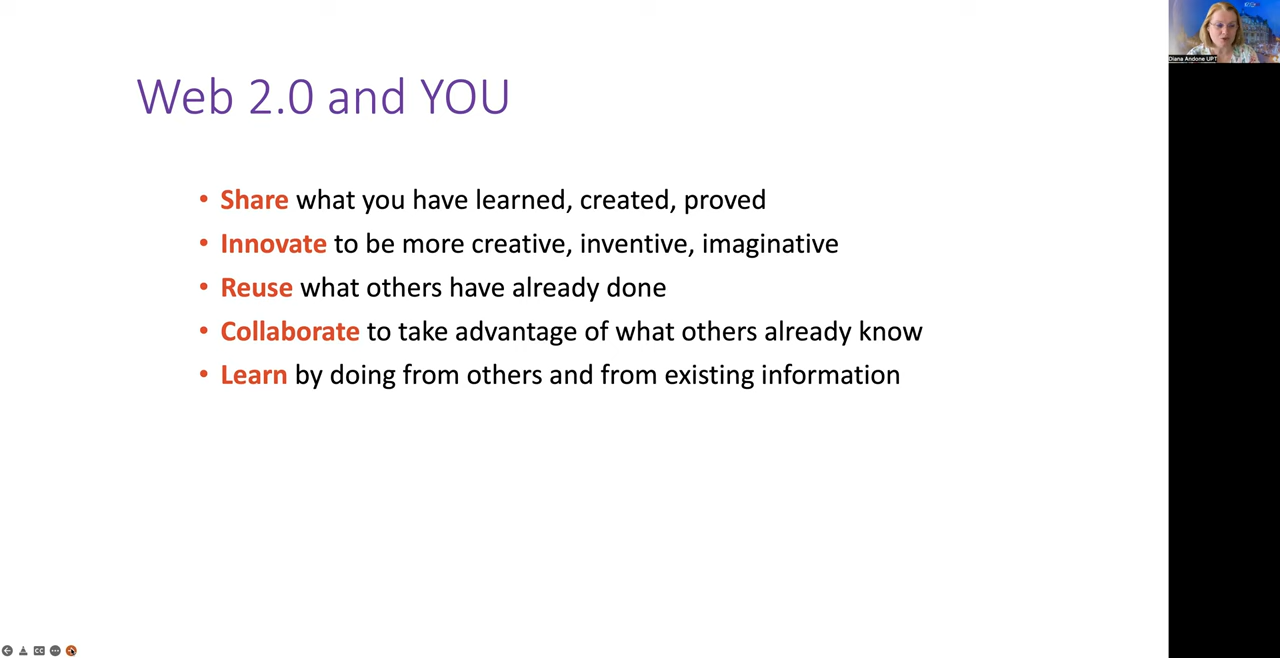 Web 2.0 and YOU
• Share what you have learned, created, proved
• Innovate to be more creative, inventive, imaginative
• Reuse what others have already done
• Collaborate to take advantage of what others already know
• Learn by doing from others and from existing information
Diana Andone UPT
CC